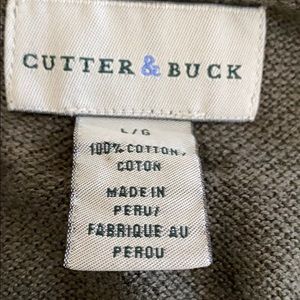 CUTTER & BUCK
L/G
100% COTTON,
COTON
MADE IN
PERU/
FABRIQUE AU
PEROU